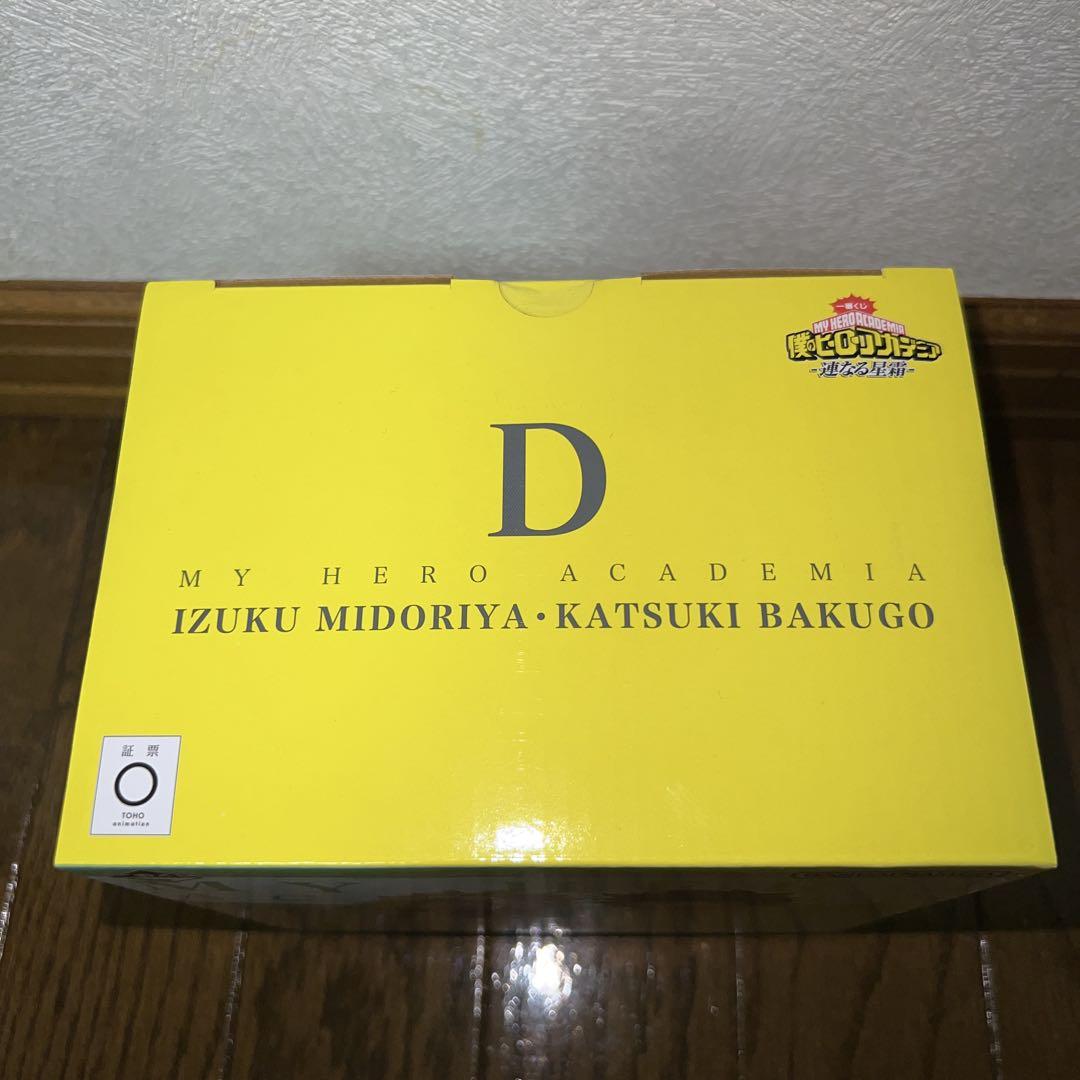 一番くじ
MY HERO ACADEMIA
僕のヒーローアカデミア
-連なる星霜-
D
MY HERO ACADEMIA
IZUKU MIDORIYA・KATSUKI BAKUGO
証 票
TOHO
animation